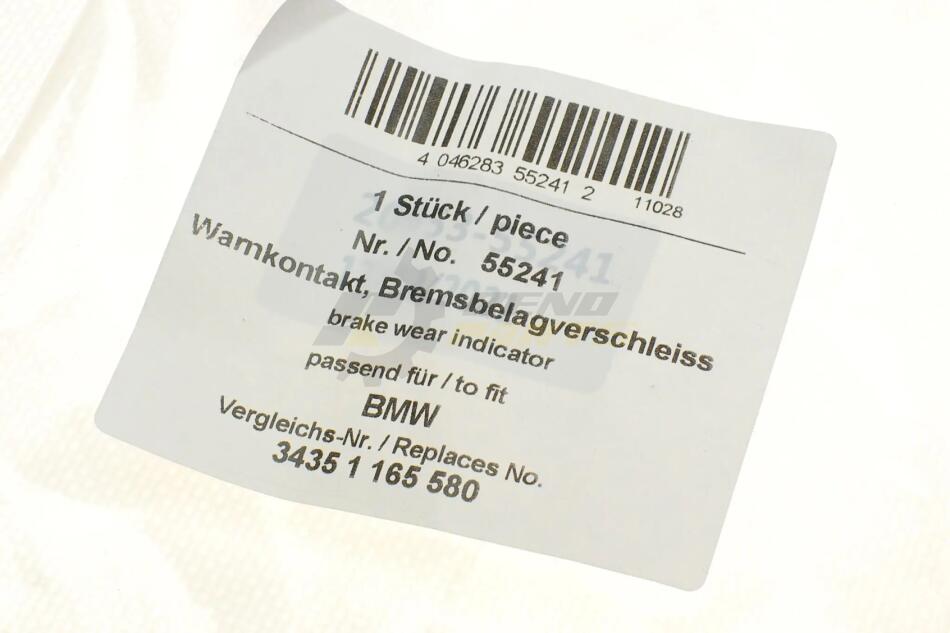 4 046283 55241 2
11028
1 Stück / piece
Nr. / No. 55241
Warnkontakt, Bremsbelagverschleiss
brake wear indicator
passend für / to fit
BMW
Vergleichs-Nr. / Replaces No.
3435 1 165 580